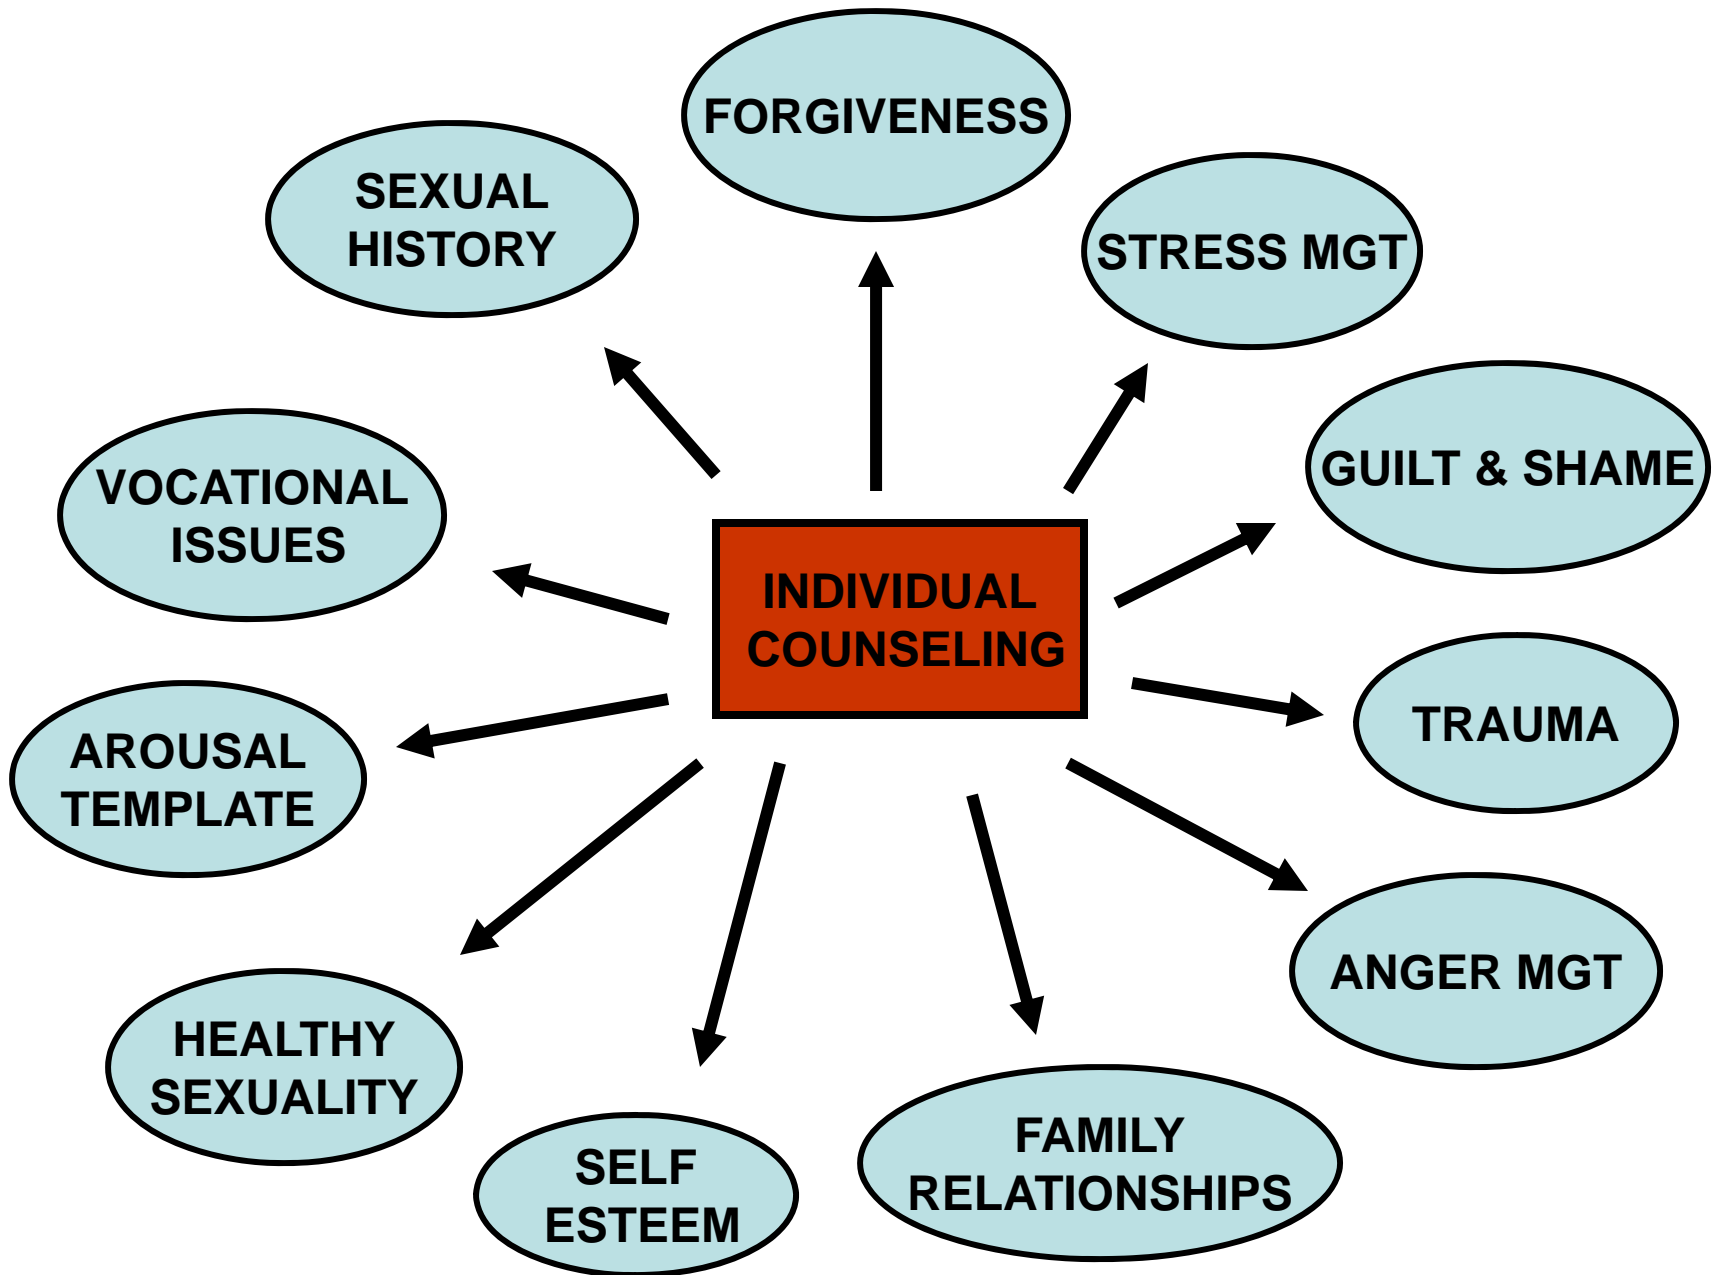 FORGIVENESS
SEXUAL
HISTORY
STRESS MGT
GUILT & SHAME
VOCATIONAL
ISSUES
INDIVIDUAL
COUNSELING
TRAUMA
AROUSAL
TEMPLATE
ANGER MGT
HEALTHY
SEXUALITY
FAMILY
RELATIONSHIPS
SELF
ESTEEM